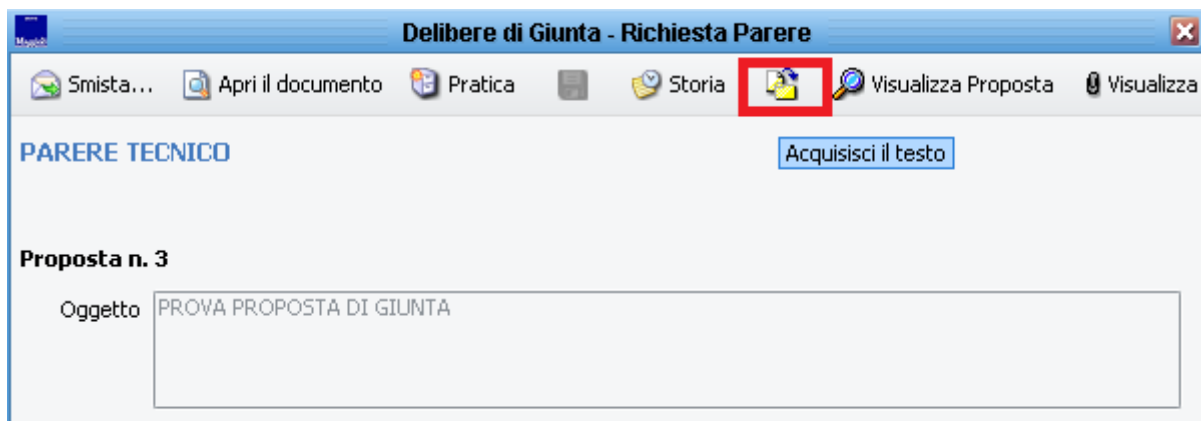 Maggioli
Delibere di Giunta - Richiesta Parere
Smista... Apri il documento Pratica Storia Visualizza Proposta Visualizza
PARERE TECNICO
Acquisisci il testo
Proposta n. 3
Oggetto PROVA PROPOSTA DI GIUNTA